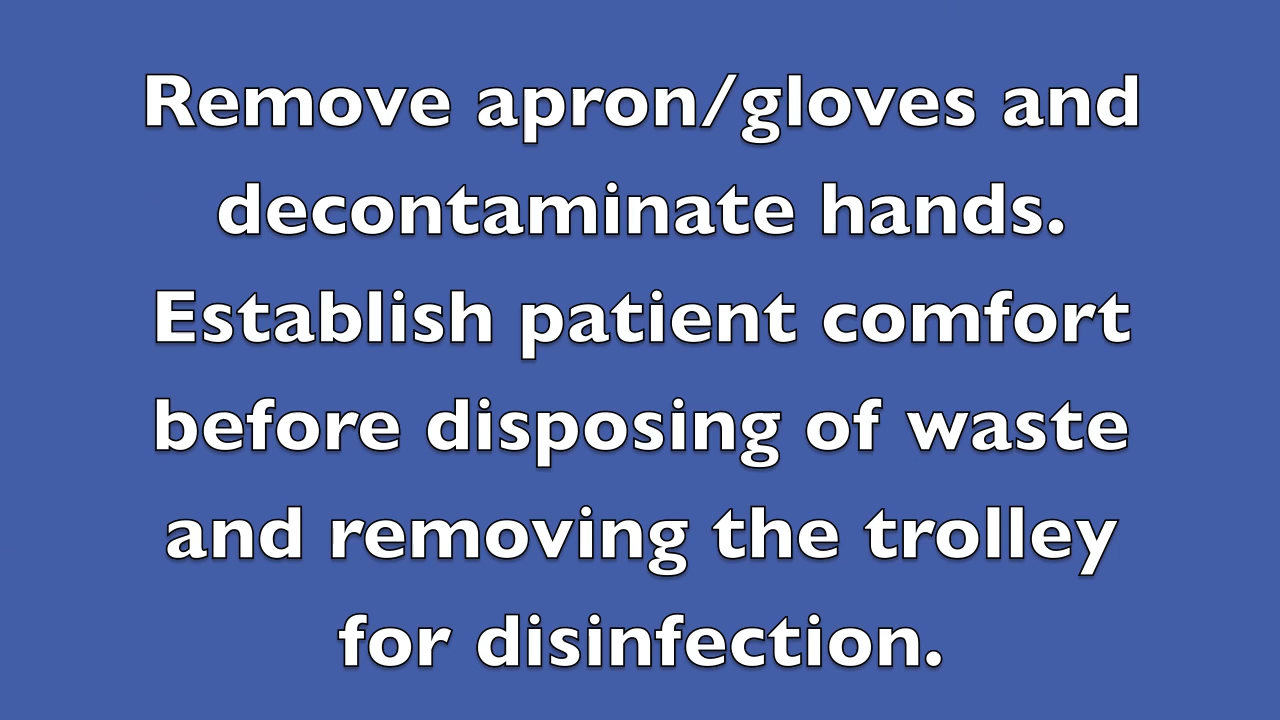 Remove apron/gloves and
decontaminate hands.
Establish patient comfort
before disposing of waste
and removing the trolley
for disinfection.